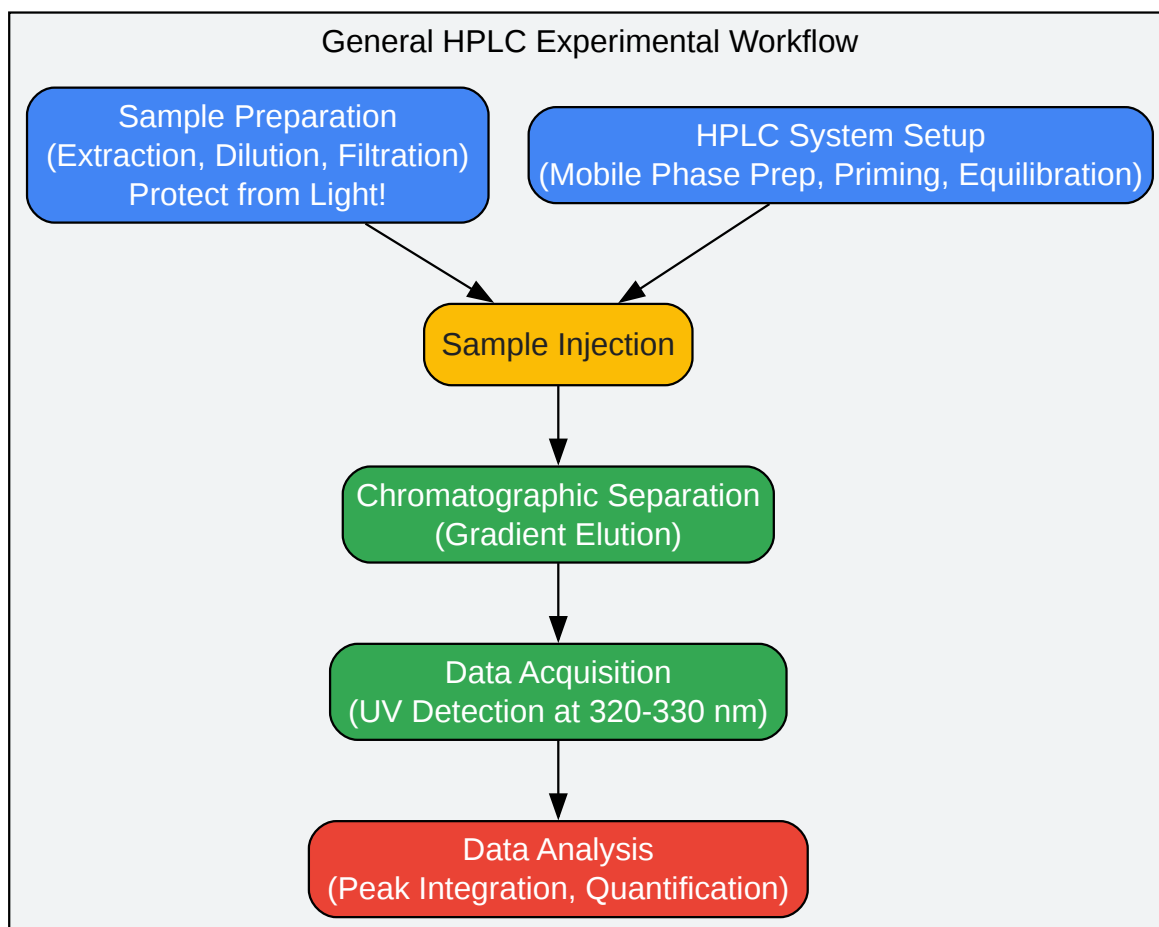 General HPLC Experimental Workflow
Sample Preparation
(Extraction, Dilution, Filtration)
Protect from Light!
HPLC System Setup
(Mobile Phase Prep, Priming, Equilibration)
Sample Injection
Chromatographic Separation
(Gradient Elution)
Data Acquisition
(UV Detection at 320-330 nm)
Data Analysis
(Peak Integration, Quantification)